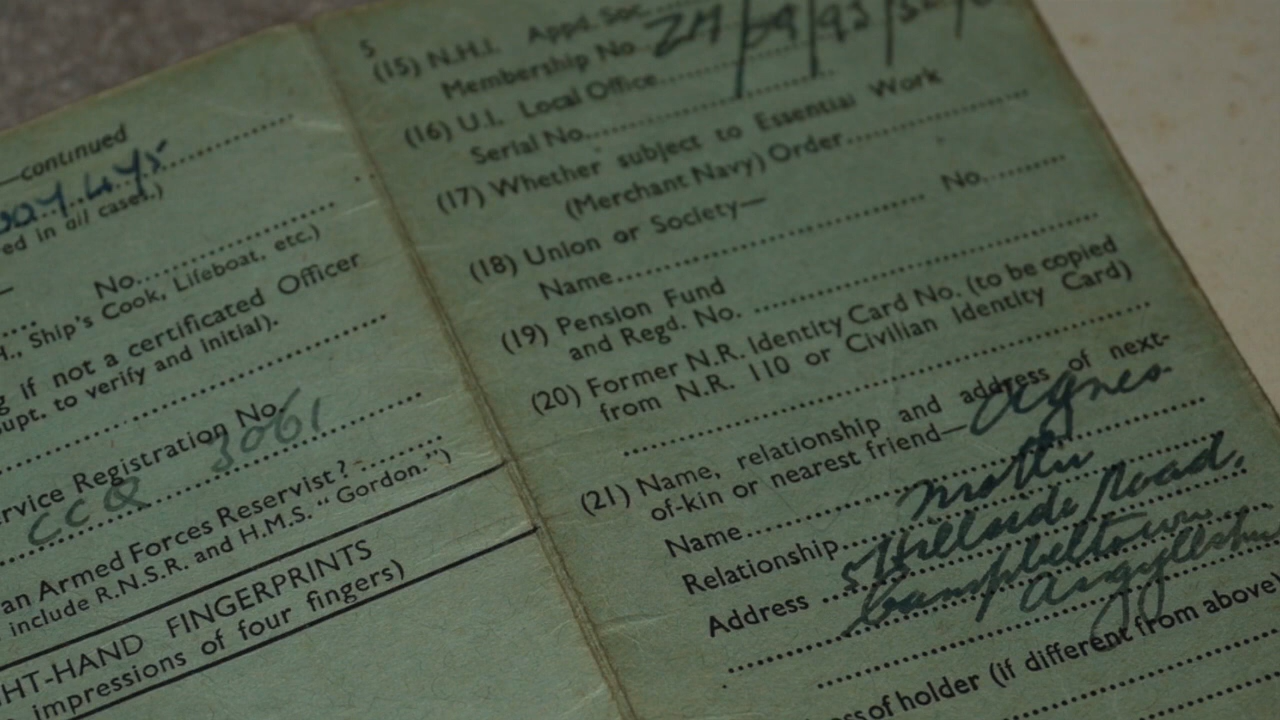 —continued
ed in all cases.)
No.
H., Ship's Cook, Lifeboat, etc.)
g if not a certificated Officer
upt. to verify and initial).
rvice Registration No.
CCQ 3061
an Armed Forces Reservist?
include R.N.S.R. and H.M.S. "Gordon.")
HT-HAND FINGERPRINTS
impressions of four fingers)
5
(15) N.H.I. Appd. Soc.
Membership No.
(16) U.I. Local Office
Serial No.
(17) Whether subject to Essential Work
(Merchant Navy) Order
(18) Union or Society—
Name No.
(19) Pension Fund
and Regd. No.
(20) Former N.R. Identity Card No. (to be copied
from N.R. 110 or Civilian Identity Card)
(21) Name, relationship and address of next-
of-kin or nearest friend—
Name Agnes
Relationship mother
Address 5 Hillside Road,
Campbeltown
Argyllshire
ess of holder (if different from above)